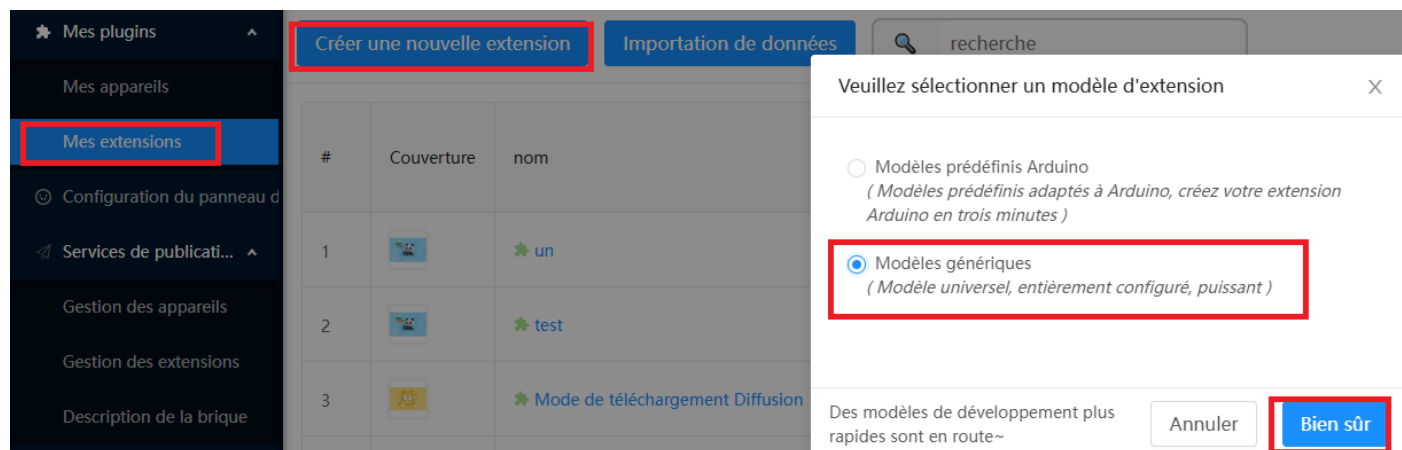 Mes plugins
Mes appareils
Mes extensions
Configuration du panneau d
Services de publicati...
Gestion des appareils
Gestion des extensions
Description de la brique
Créer une nouvelle extension
Importation de données
recherche
# Couverture nom
1 un
2 test
3 Mode de téléchargement Diffusion
Veuillez sélectionner un modèle d'extension X
Modèles prédéfinis Arduino
( Modèles prédéfinis adaptés à Arduino, créez votre extension
Arduino en trois minutes )
Modèles génériques
( Modèle universel, entièrement configuré, puissant )
Des modèles de développement plus
rapides sont en route~
Annuler
Bien sûr